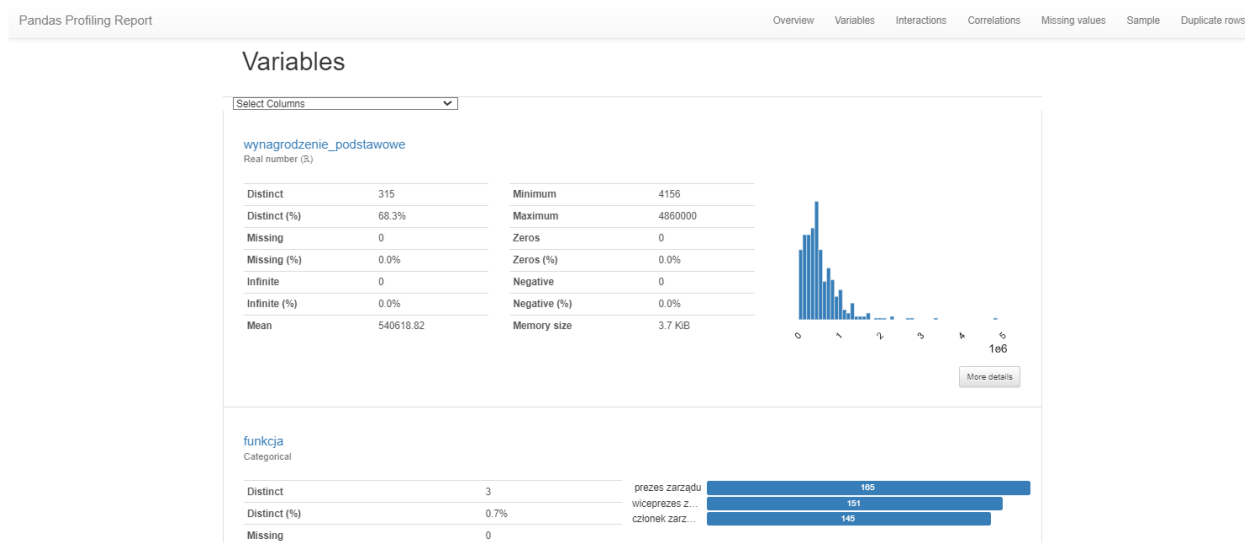 Pandas Profiling Report Overview Variables Interactions Correlations Missing values Sample Duplicate rows
Variables
Select Columns
wynagrodzenie_podstawowe
Real number (ℝ)
Distinct 315 Minimum 4156
Distinct (%) 68.3% Maximum 4860000
Missing 0 Zeros 0
Missing (%) 0.0% Zeros (%) 0.0%
Infinite 0 Negative 0
Infinite (%) 0.0% Negative (%) 0.0%
Mean 540618.82 Memory size 3.7 KiB
0 1 2 3 4 5
1e6
More details
funkcja
Categorical
Distinct 3
Distinct (%) 0.7%
Missing 0
prezes zarządu 165
wiceprezes z... 151
członek zarz... 145